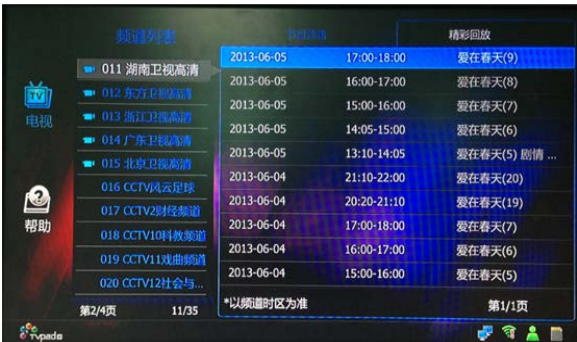 频道列表
精彩回放
011 湖南卫视高清
012 东方卫视高清
013 浙江卫视高清
014 广东卫视高清
015 北京卫视高清
016 CCTV风云足球
017 CCTV2财经频道
018 CCTV10科教频道
019 CCTV11戏曲频道
020 CCTV12社会与...
第2/4页 11/35
TV
电视
帮助
2013-06-05 17:00-18:00 爱在春天(9)
2013-06-05 16:00-17:00 爱在春天(8)
2013-06-05 15:00-16:00 爱在春天(7)
2013-06-05 14:05-15:00 爱在春天(6)
2013-06-05 13:10-14:05 爱在春天(5) 剧情 ...
2013-06-04 21:10-22:00 爱在春天(20)
2013-06-04 20:20-21:10 爱在春天(19)
2013-06-04 17:00-18:00 爱在春天(7)
2013-06-04 16:00-17:00 爱在春天(6)
2013-06-04 15:00-16:00 爱在春天(5)
*以频道时区为准 第1/1页
Tvpads